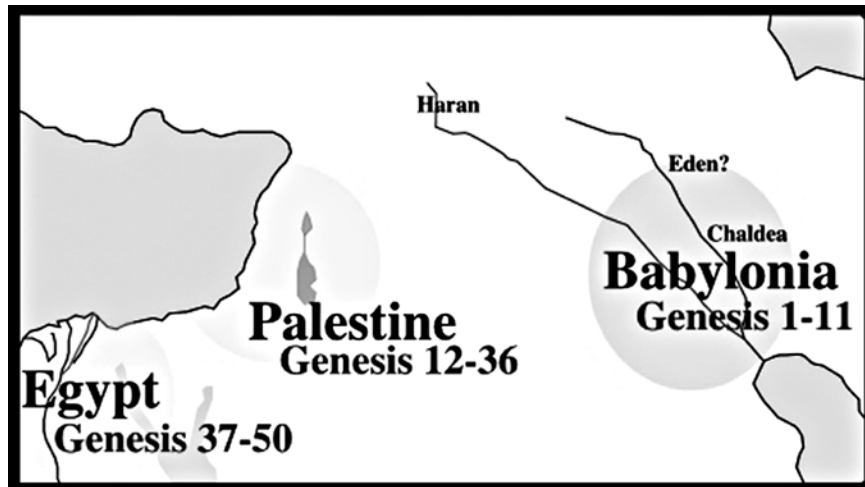 Haran
Eden?
Chaldea
Babylonia
Genesis 1-11
Palestine
Genesis 12-36
Egypt
Genesis 37-50